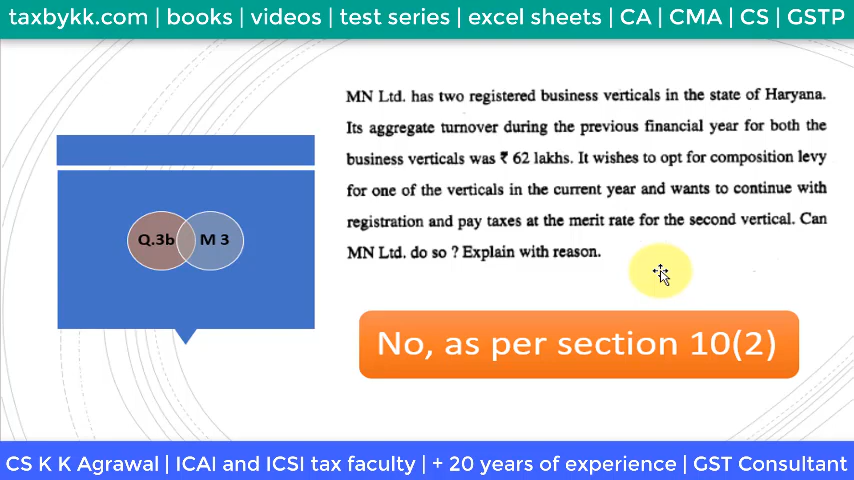 taxbykk.com | books | videos | test series | excel sheets | CA | CMA | CS | GSTP
MN Ltd. has two registered business verticals in the state of Haryana.
Its aggregate turnover during the previous financial year for both the
business verticals was ₹ 62 lakhs. It wishes to opt for composition levy
for one of the verticals in the current year and wants to continue with
registration and pay taxes at the merit rate for the second vertical. Can
MN Ltd. do so ? Explain with reason.
Q.3b M 3
No, as per section 10(2)
CS K K Agrawal | ICAI and ICSI tax faculty | + 20 years of experience | GST Consultant